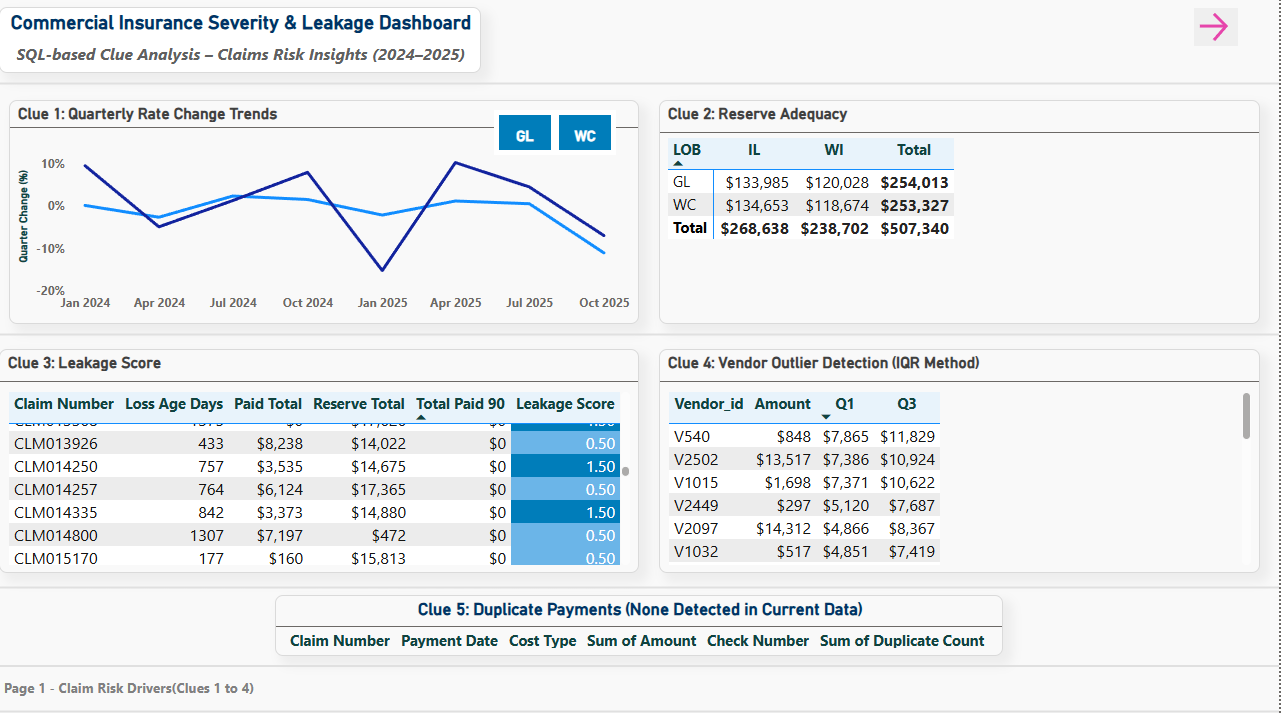 Commercial Insurance Severity & Leakage Dashboard
SQL-based Clue Analysis – Claims Risk Insights (2024–2025)
Clue 1: Quarterly Rate Change Trends
GL WC
Quarter Change (%)
10%
0%
-10%
-20%
Jan 2024 Apr 2024 Jul 2024 Oct 2024 Jan 2025 Apr 2025 Jul 2025 Oct 2025
Clue 2: Reserve Adequacy
LOB IL WI Total
GL $133,985 $120,028 $254,013
WC $134,653 $118,674 $253,327
Total $268,638 $238,702 $507,340
Clue 3: Leakage Score
Claim Number Loss Age Days Paid Total Reserve Total Total Paid 90 Leakage Score
CLM013926 433 $8,238 $14,022 $0 0.50
CLM014250 757 $3,535 $14,675 $0 1.50
CLM014257 764 $6,124 $17,365 $0 0.50
CLM014335 842 $3,373 $14,880 $0 1.50
CLM014800 1307 $7,197 $472 $0 0.50
CLM015170 177 $160 $15,813 $0 0.50
Clue 4: Vendor Outlier Detection (IQR Method)
Vendor_id Amount Q1 Q3
V540 $848 $7,865 $11,829
V2502 $13,517 $7,386 $10,924
V1015 $1,698 $7,371 $10,622
V2449 $297 $5,120 $7,687
V2097 $14,312 $4,866 $8,367
V1032 $517 $4,851 $7,419
Clue 5: Duplicate Payments (None Detected in Current Data)
Claim Number Payment Date Cost Type Sum of Amount Check Number Sum of Duplicate Count
Page 1 - Claim Risk Drivers(Clues 1 to 4)